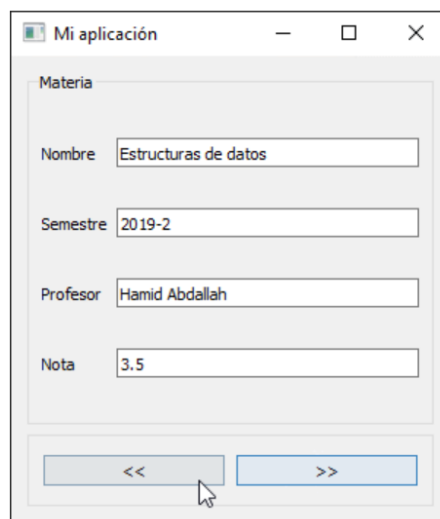 Mi aplicación
Materia
Nombre Estructuras de datos
Semestre 2019-2
Profesor Hamid Abdallah
Nota 3.5
<< >>